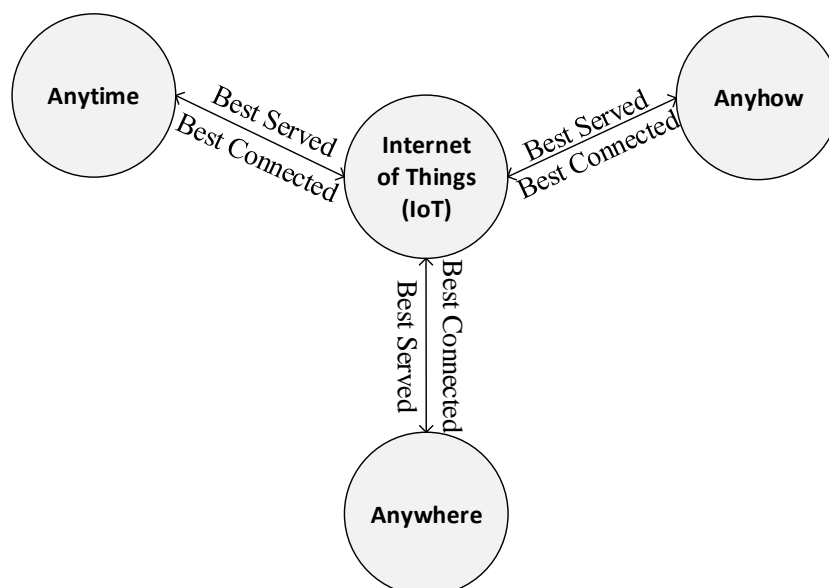 Anytime
Best Served
Best Connected
Internet
of Things
(IoT)
Best Served
Best Connected
Anyhow
Best Served
Best Connected
Anywhere